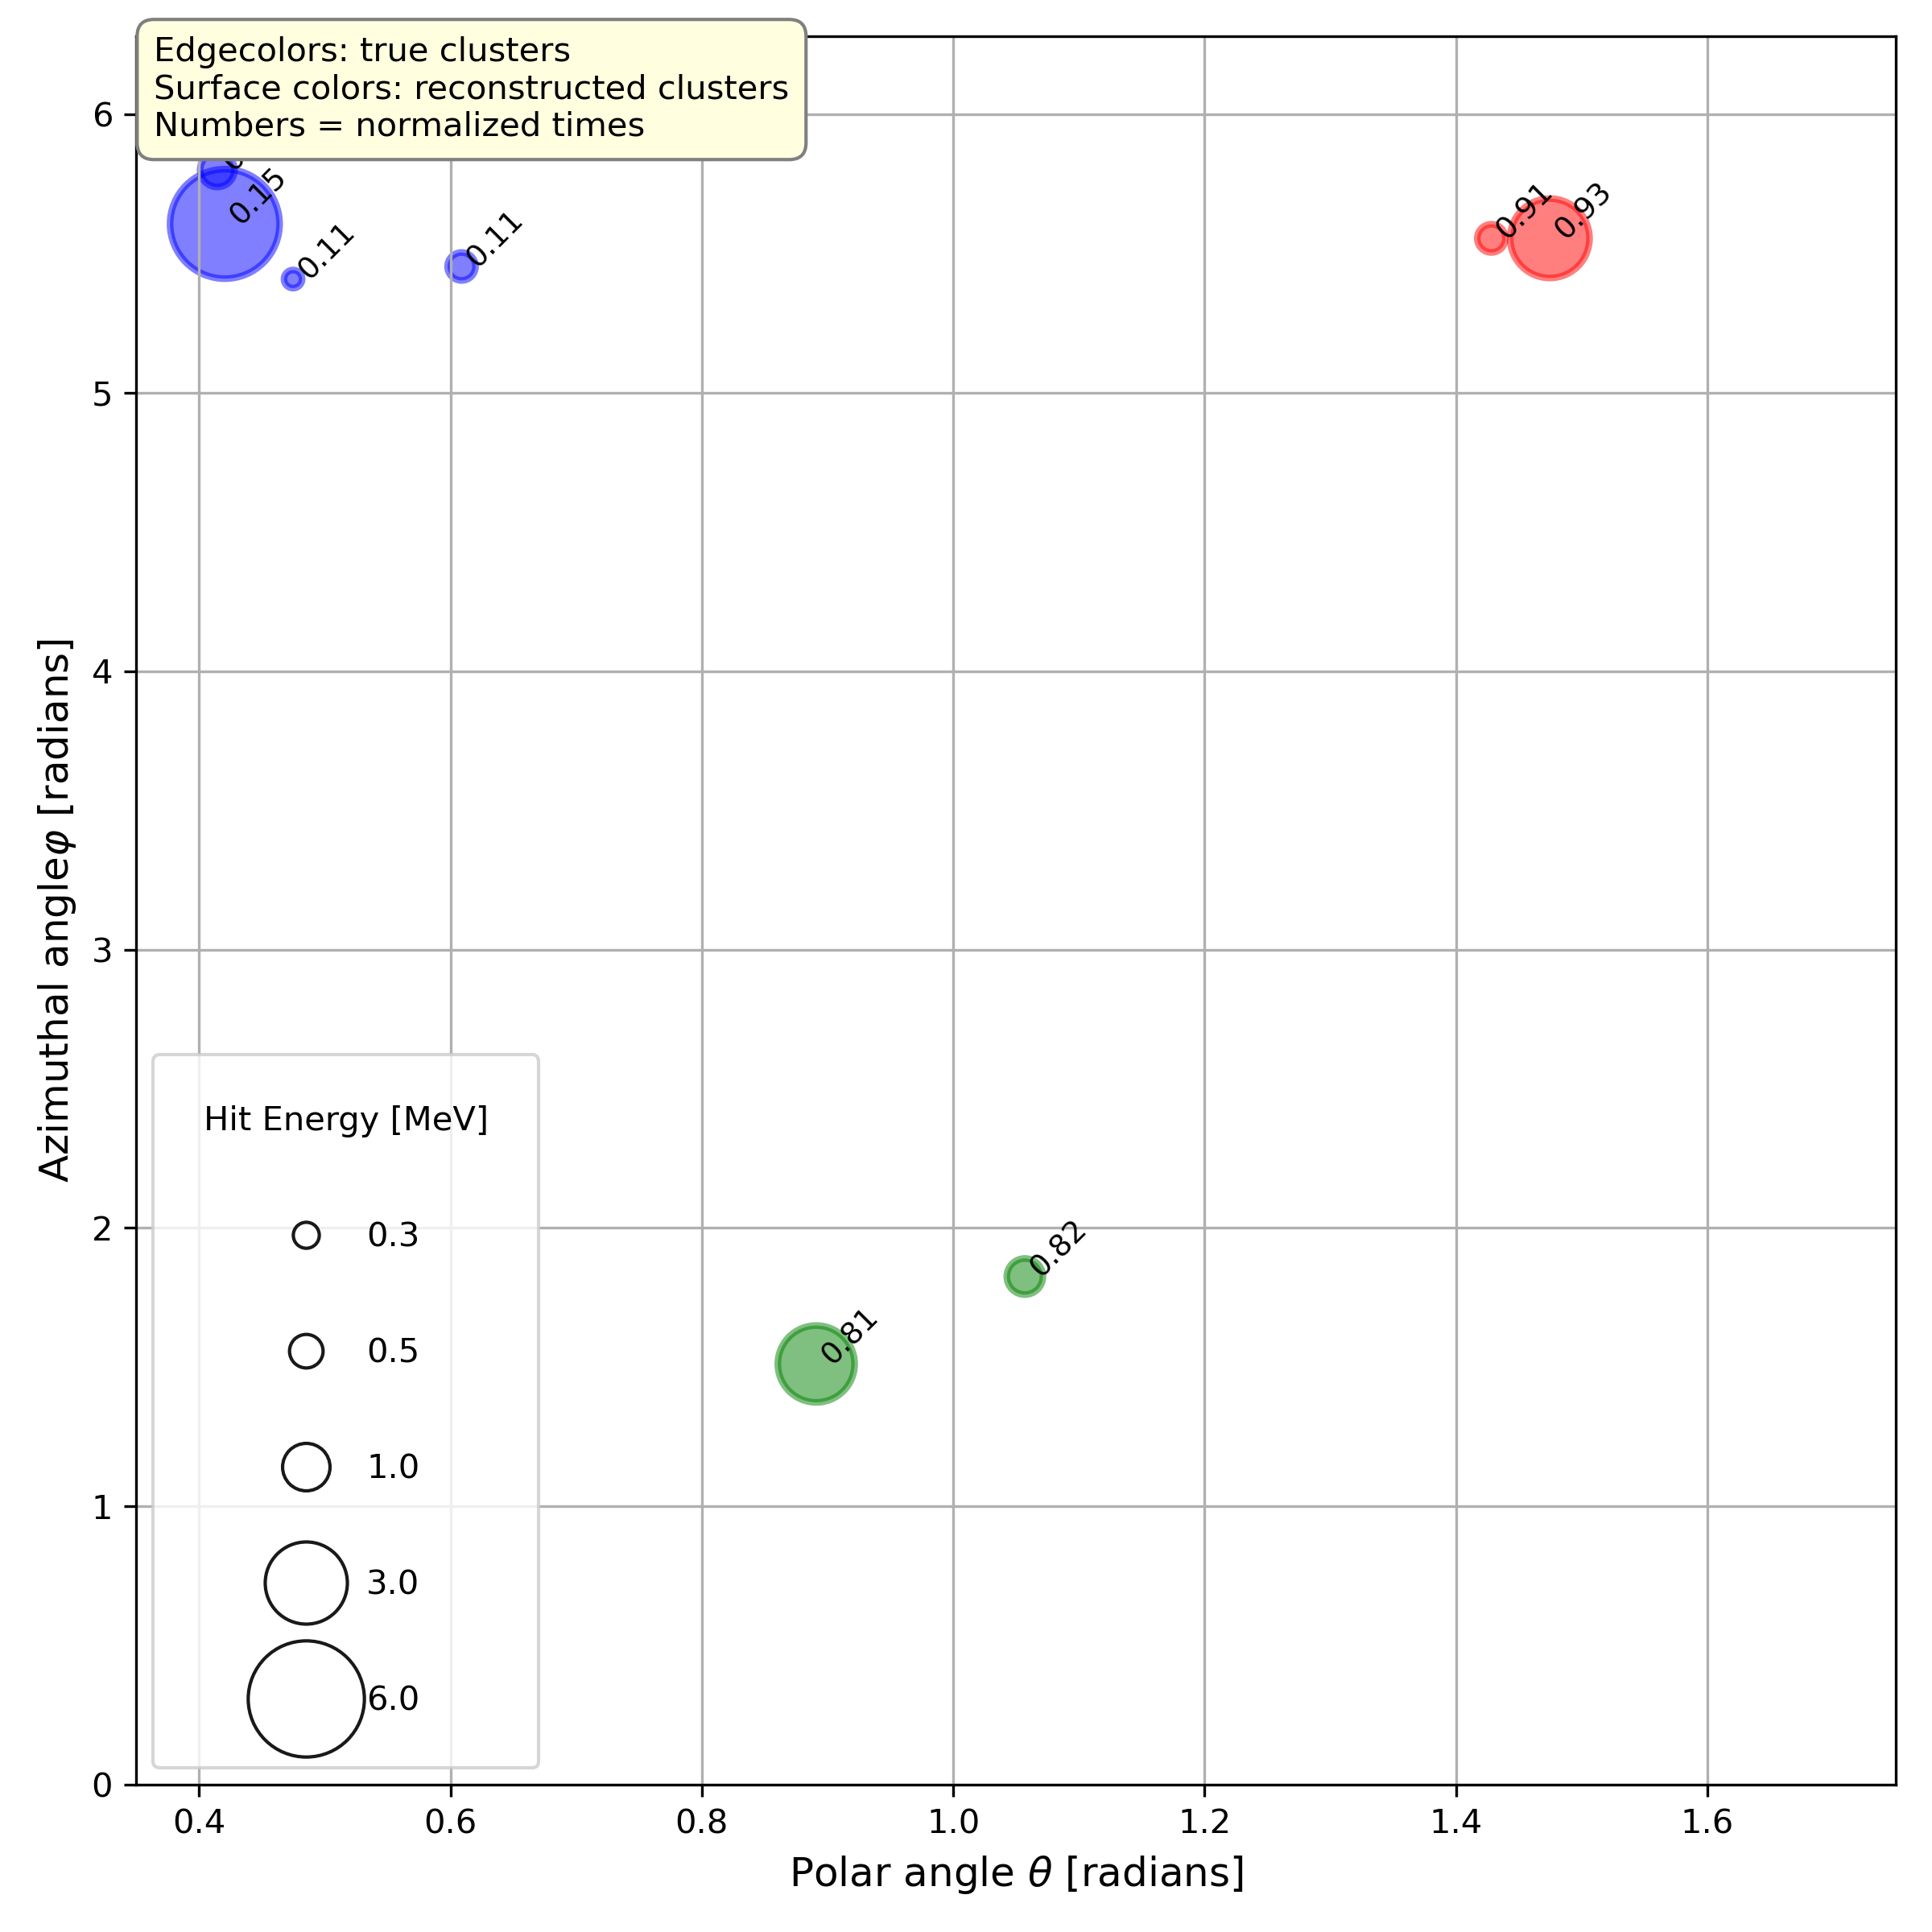 Edgecolors: true clusters
Surface colors: reconstructed clusters
Numbers = normalized times
0.15
0.11
0.11
0.91
0.93
0.82
0.81
Azimuthal angleφ [radians]
6
5
4
3
2
1
0
Hit Energy [MeV]
0.3
0.5
1.0
3.0
6.0
0.4 0.6 0.8 1.0 1.2 1.4 1.6
Polar angle θ [radians]